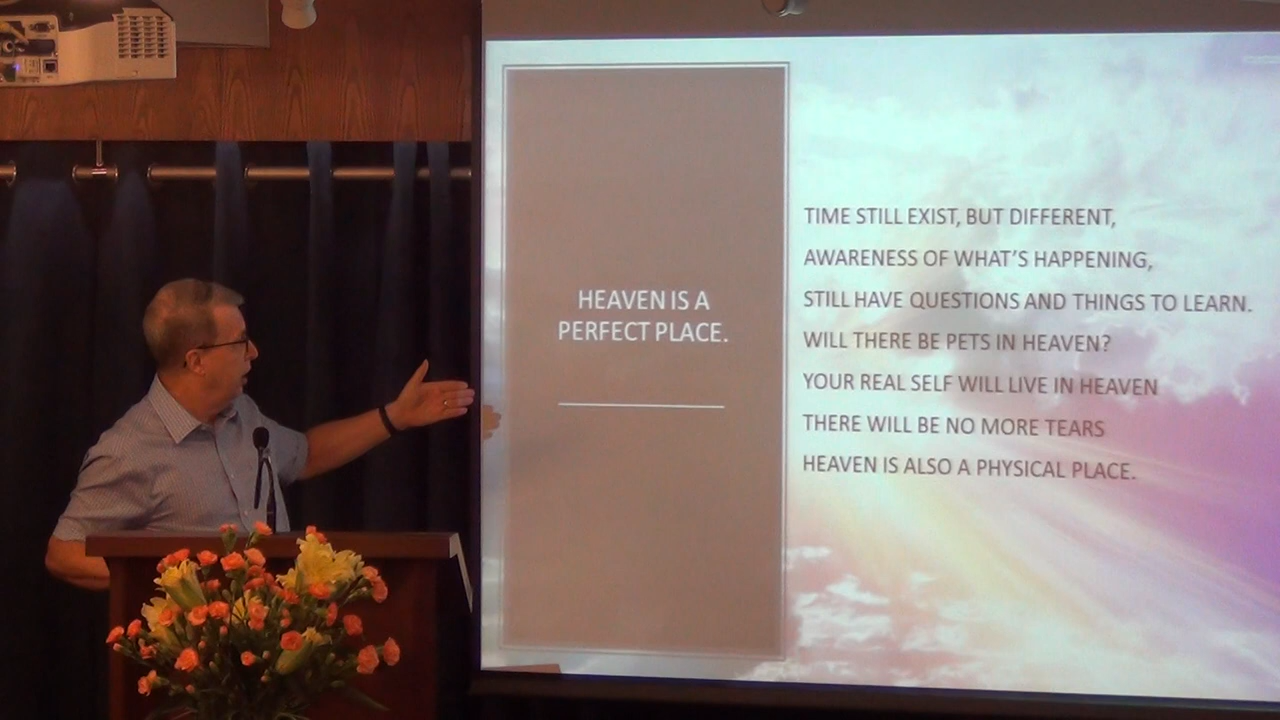 HEAVEN IS A
PERFECT PLACE.
TIME STILL EXIST, BUT DIFFERENT,
AWARENESS OF WHAT'S HAPPENING,
STILL HAVE QUESTIONS AND THINGS TO LEARN.
WILL THERE BE PETS IN HEAVEN?
YOUR REAL SELF WILL LIVE IN HEAVEN
THERE WILL BE NO MORE TEARS
HEAVEN IS ALSO A PHYSICAL PLACE.